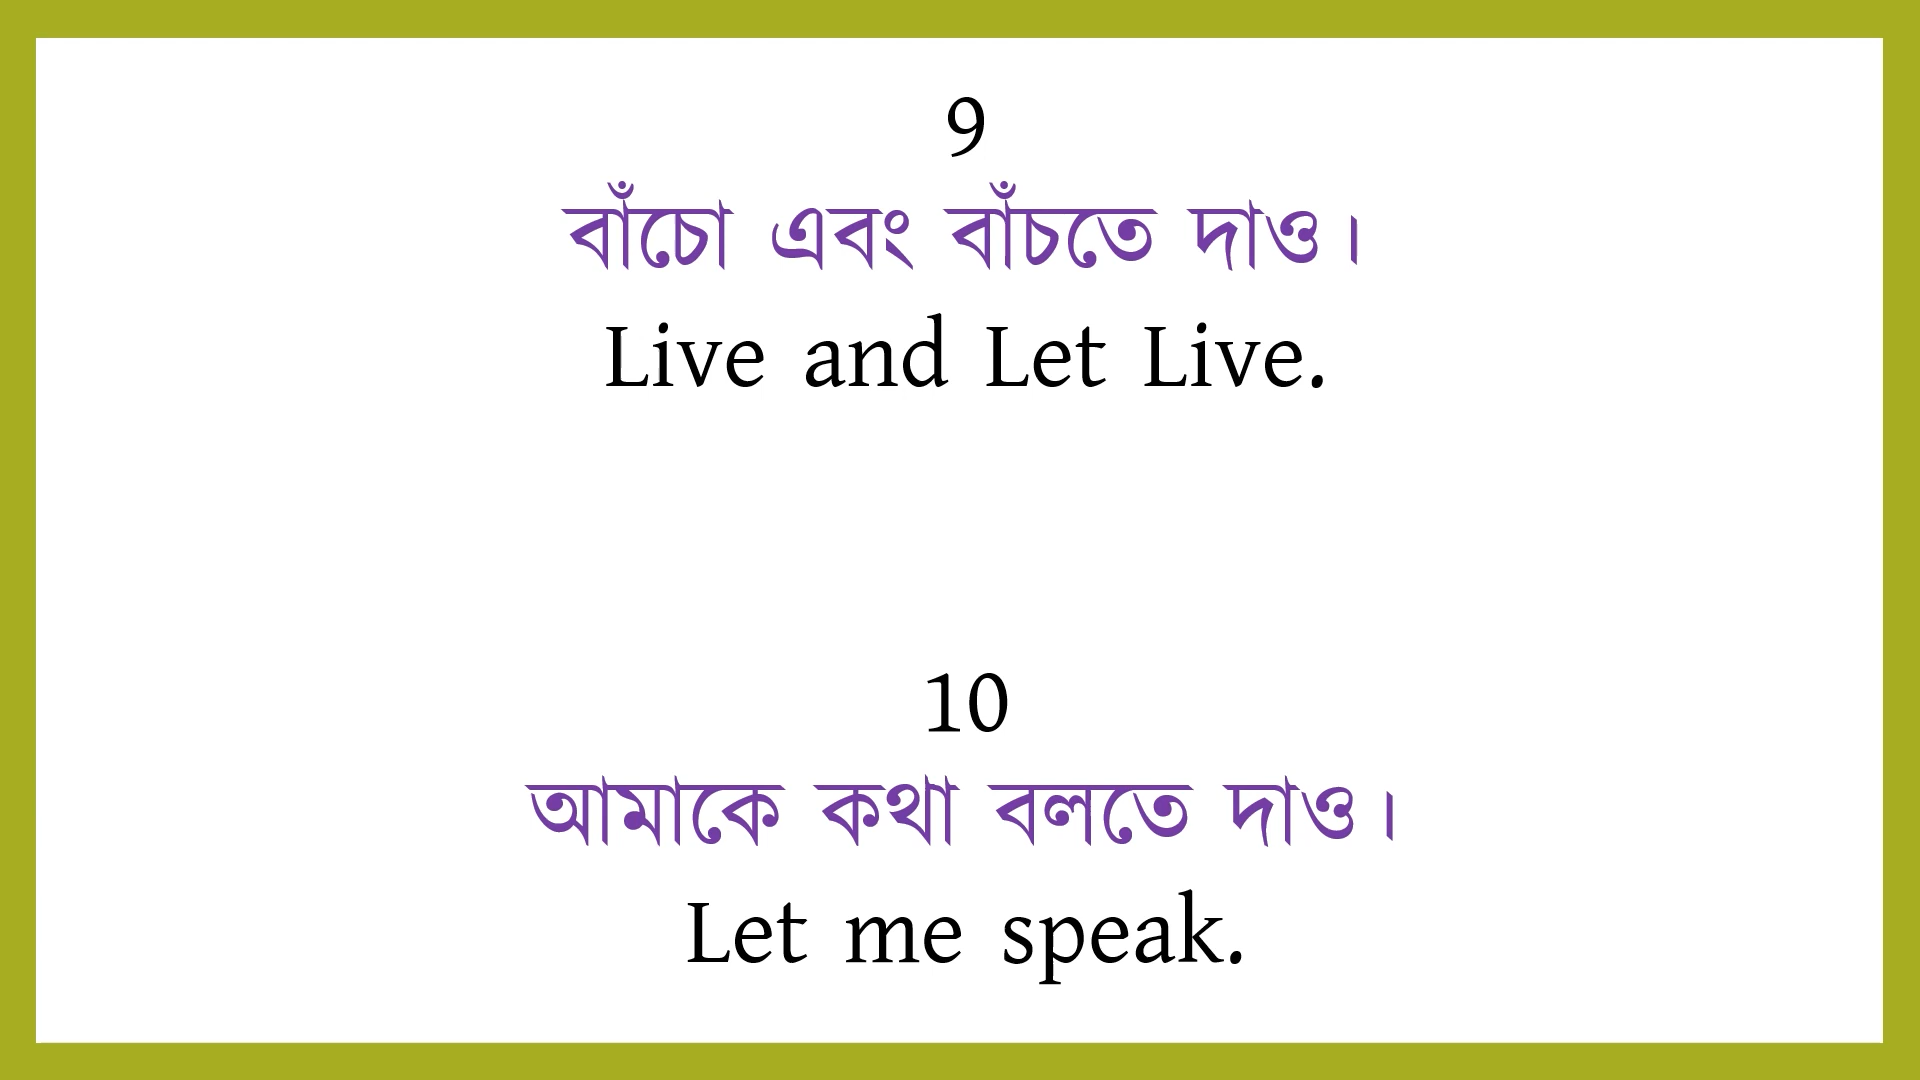 9
বাঁচো এবং বাঁচতে দাও।
Live and Let Live.
10
আমাকে কথা বলতে দাও।
Let me speak.